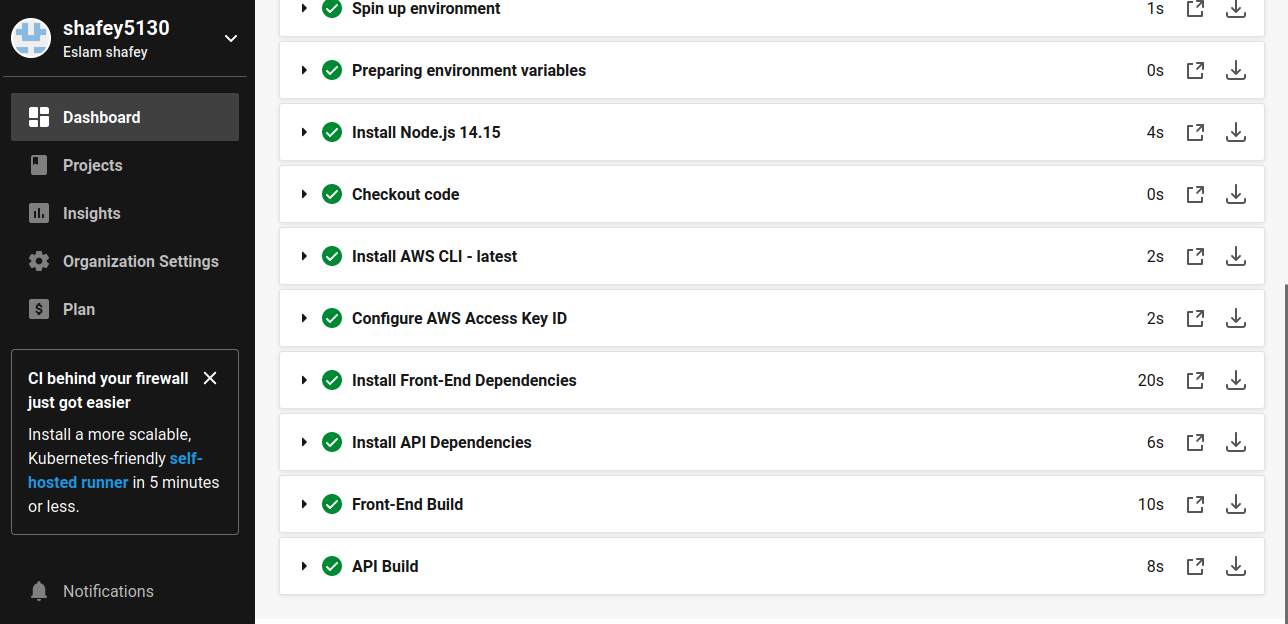 shafey5130
Eslam shafey
Dashboard
Projects
Insights
Organization Settings
Plan
CI behind your firewall
just got easier
Install a more scalable,
Kubernetes-friendly self-
hosted runner in 5 minutes
or less.
Notifications
Spin up environment 1s
Preparing environment variables 0s
Install Node.js 14.15 4s
Checkout code 0s
Install AWS CLI - latest 2s
Configure AWS Access Key ID 2s
Install Front-End Dependencies 20s
Install API Dependencies 6s
Front-End Build 10s
API Build 8s